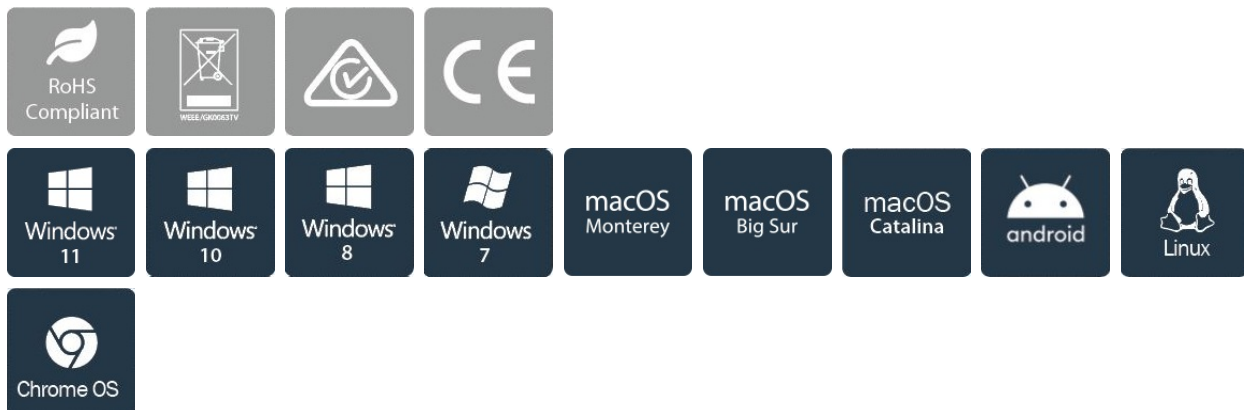 RoHS
Compliant
WEEE/GK0083TV
CE
Windows
11
Windows
10
Windows
8
Windows
7
macOS
Monterey
macOS
Big Sur
macOS
Catalina
android
Linux
Chrome OS